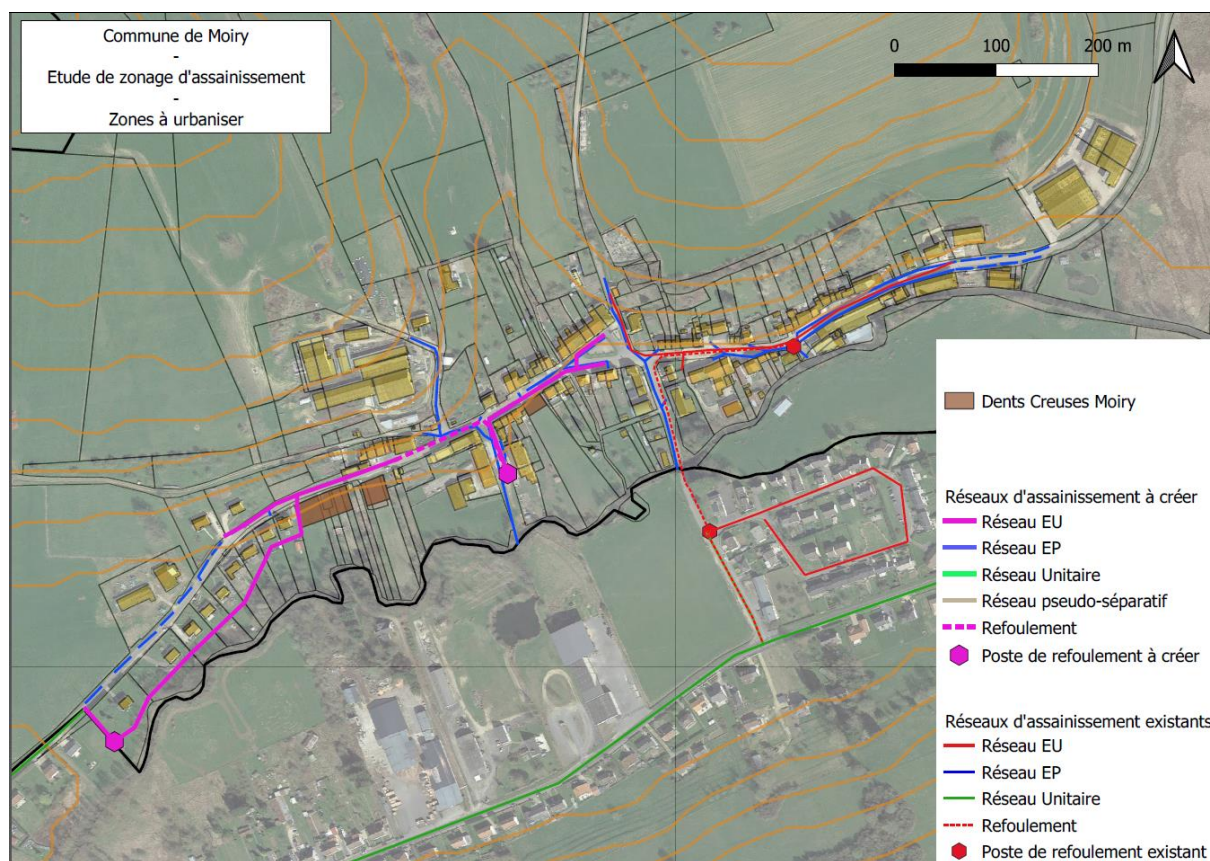 Commune de Moiry
-
Etude de zonage d'assainissement
-
Zones à urbaniser
0 100 200 m
Dents Creuses Moiry
Réseaux d'assainissement à créer
Réseau EU
Réseau EP
Réseau Unitaire
Réseau pseudo-séparatif
Refoulement
Poste de refoulement à créer
Réseaux d'assainissement existants
Réseau EU
Réseau EP
Réseau Unitaire
Refoulement
Poste de refoulement existant